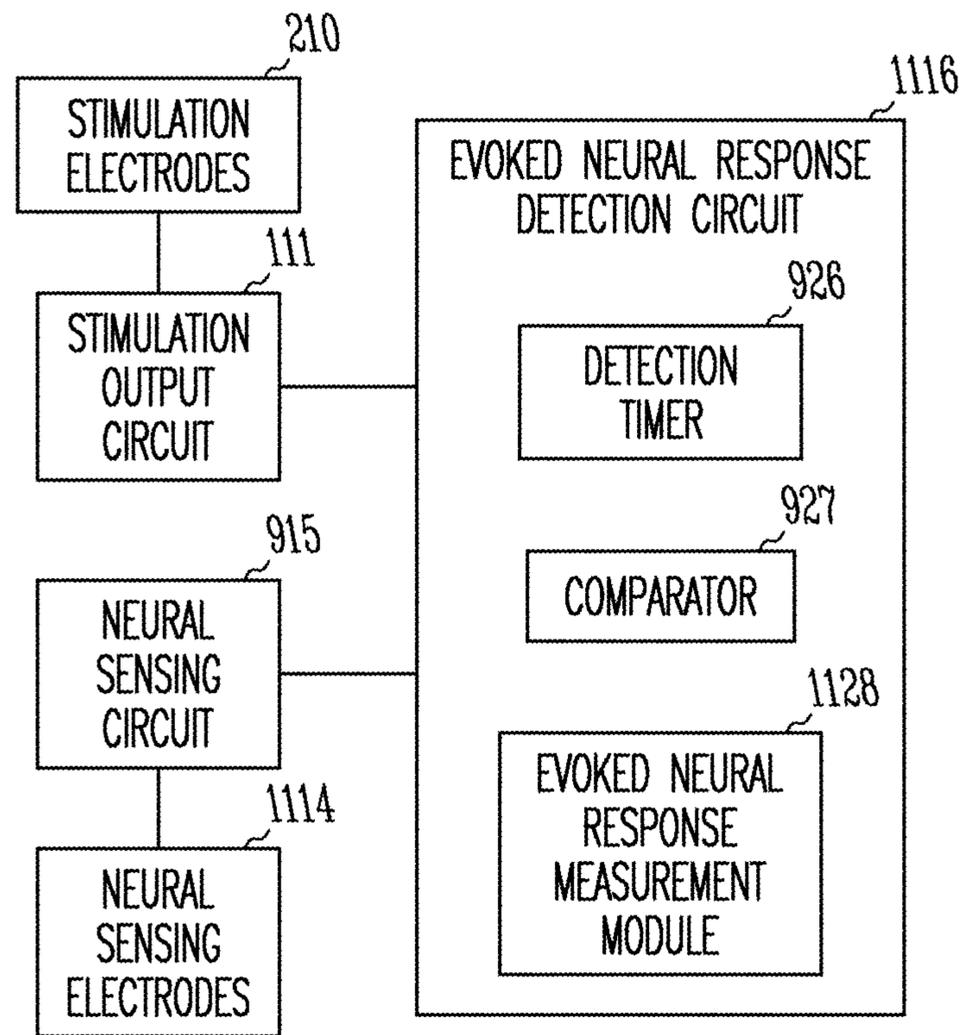 210
STIMULATION
ELECTRODES
111
STIMULATION
OUTPUT
CIRCUIT
915
NEURAL
SENSING
CIRCUIT
1114
NEURAL
SENSING
ELECTRODES
1116
EVOKED NEURAL RESPONSE
DETECTION CIRCUIT
926
DETECTION
TIMER
927
COMPARATOR
1128
EVOKED NEURAL
RESPONSE
MEASUREMENT
MODULE